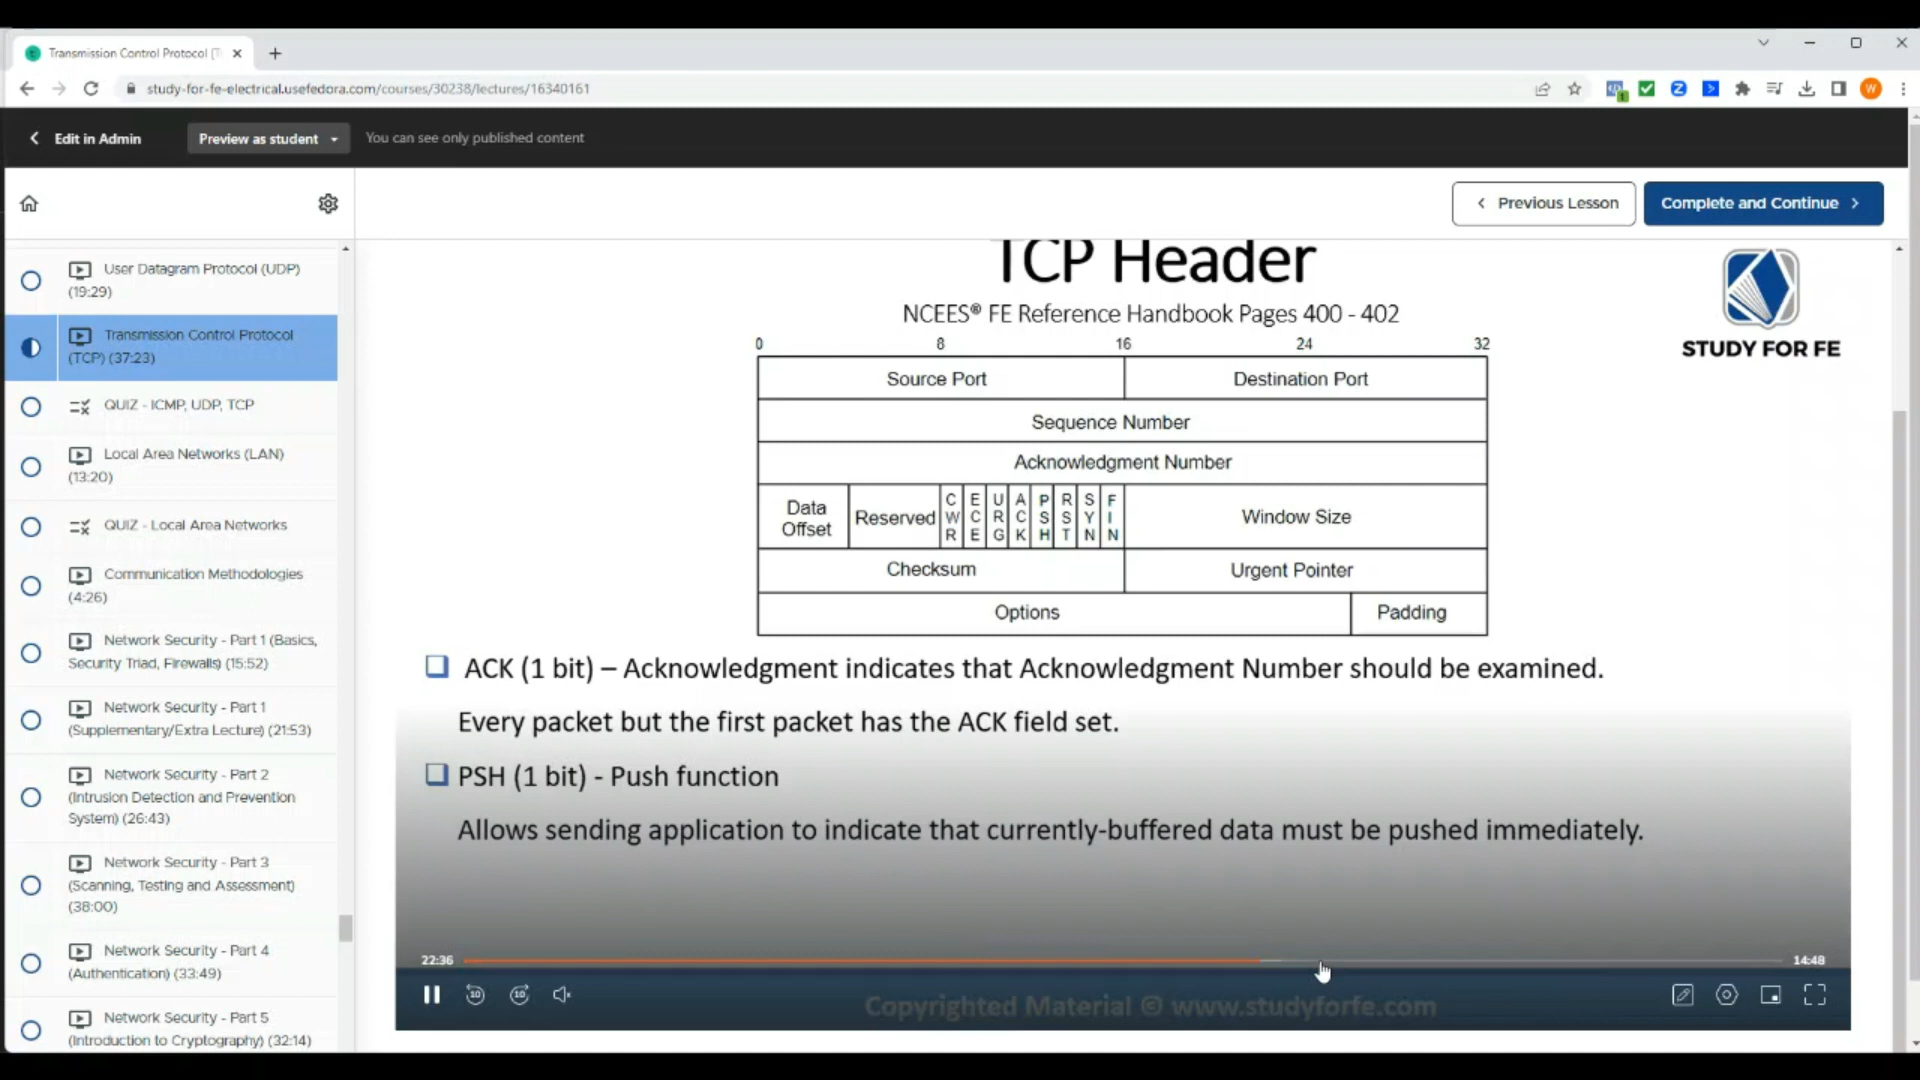 Transmission Control Protocol [T
study-for-fe-electrical.usefedora.com/courses/30238/lectures/16340161
W
Edit in Admin
Preview as student
You can see only published content
Previous Lesson
Complete and Continue
User Datagram Protocol (UDP)
(19:29)
Transmission Control Protocol
(TCP) (37:23)
QUIZ - ICMP, UDP, TCP
Local Area Networks (LAN)
(13:20)
QUIZ - Local Area Networks
Communication Methodologies
(4:26)
Network Security - Part 1 (Basics,
Security Triad, Firewalls) (15:52)
Network Security - Part 1
(Supplementary/Extra Lecture) (21:53)
Network Security - Part 2
(Intrusion Detection and Prevention
System) (26:43)
Network Security - Part 3
(Scanning, Testing and Assessment)
(38:00)
Network Security - Part 4
(Authentication) (33:49)
Network Security - Part 5
(Introduction to Cryptography) (32:14)
TCP Header
NCEES® FE Reference Handbook Pages 400 - 402
STUDY FOR FE
0 8 16 24 32
Source Port Destination Port
Sequence Number
Acknowledgment Number
Data Offset Reserved CWR ECE URG ACK PSH RST SYN FIN Window Size
Checksum Urgent Pointer
Options Padding
ACK (1 bit) – Acknowledgment indicates that Acknowledgment Number should be examined.
Every packet but the first packet has the ACK field set.
PSH (1 bit) - Push function
Allows sending application to indicate that currently-buffered data must be pushed immediately.
22:36 14:48
10 10
Copyrighted Material © www.studyforfe.com